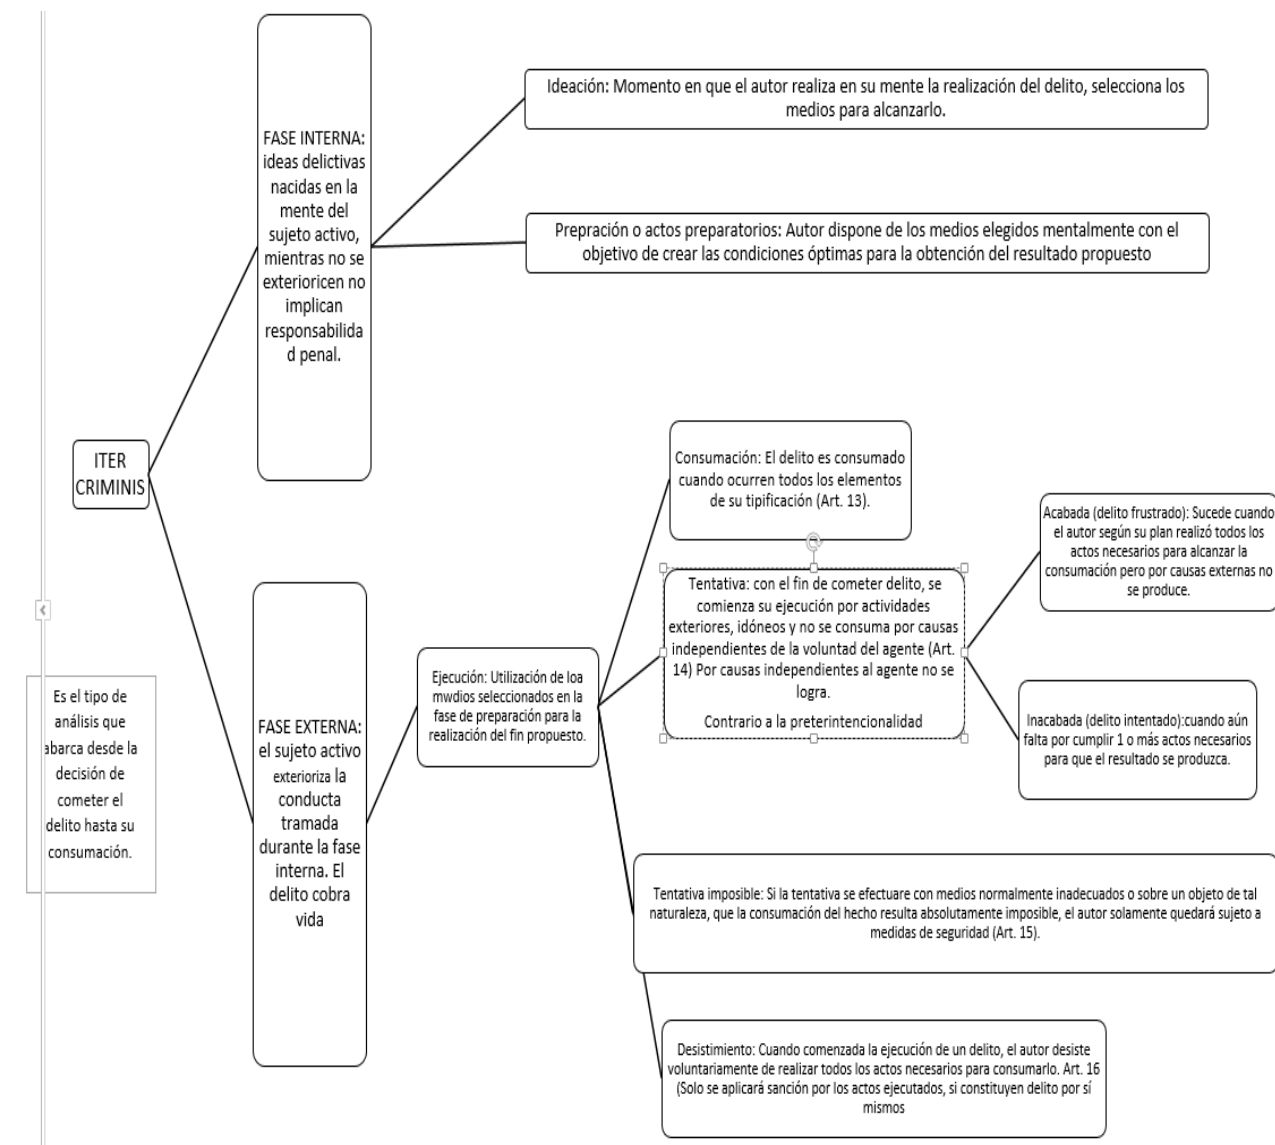 ITER
CRIMINIS
Es el tipo de
análisis que
abarca desde la
decisión de
cometer el
delito hasta su
consumación.
FASE INTERNA:
ideas delictivas
nacidas en la
mente del
sujeto activo,
mientras no se
exterioricen no
implican
responsabilida
d penal.
Ideación: Momento en que el autor realiza en su mente la realización del delito, selecciona los
medios para alcanzarlo.
Prepración o actos preparatorios: Autor dispone de los medios elegidos mentalmente con el
objetivo de crear las condiciones óptimas para la obtención del resultado propuesto
FASE EXTERNA:
el sujeto activo
exterioriza la
conducta
tramada
durante la fase
interna. El
delito cobra
vida
Ejecución: Utilización de loa
mwdios seleccionados en la
fase de preparación para la
realización del fin propuesto.
Consumación: El delito es consumado
cuando ocurren todos los elementos
de su tipificación (Art. 13).
Tentativa: con el fin de cometer delito, se
comienza su ejecución por actividades
exteriores, idóneos y no se consuma por causas
independientes de la voluntad del agente (Art.
14) Por causas independientes al agente no se
logra.
Contrario a la preterintencionalidad
Acabada (delito frustrado): Sucede cuando
el autor según su plan realizó todos los
actos necesarios para alcanzar la
consumación pero por causas externas no
se produce.
Inacabada (delito intentado):cuando aún
falta por cumplir 1 o más actos necesarios
para que el resultado se produzca.
Tentativa imposible: Si la tentativa se efectuare con medios normalmente inadecuados o sobre un objeto de tal
naturaleza, que la consumación del hecho resulta absolutamente imposible, el autor solamente quedará sujeto a
medidas de seguridad (Art. 15).
Desistimiento: Cuando comenzada la ejecución de un delito, el autor desiste
voluntariamente de realizar todos los actos necesarios para consumarlo. Art. 16
(Solo se aplicará sanción por los actos ejecutados, si constituyen delito por sí
mismos